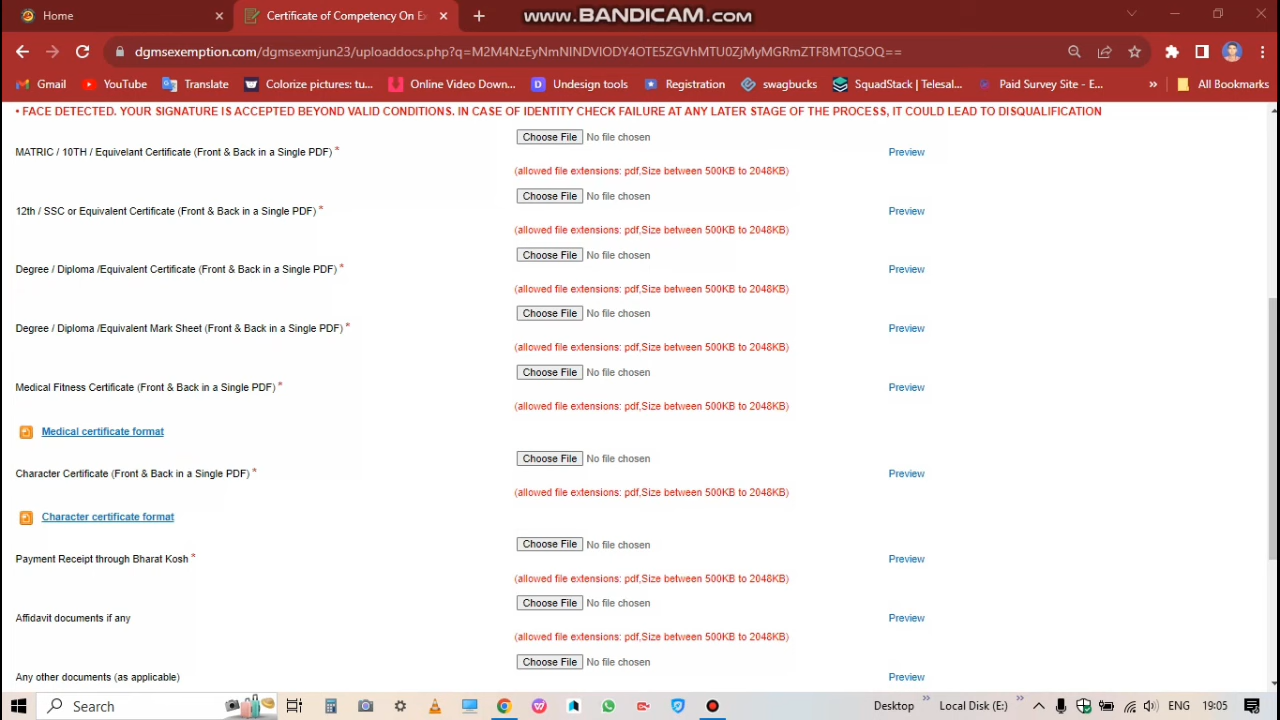 Home
Certificate of Competency On Ex
www.BANDICAM.com
dgmsexemption.com/dgmsexmjun23/uploaddocs.php?q=M2M4NzEyNmNINDVIODY4OTE5ZGVhMTU0ZjMyMGRmZTF8MTQ5OQ==
Gmail YouTube Translate Colorize pictures: tu... Online Video Down... Undesign tools Registration swagbucks SquadStack | Telesal... Paid Survey Site - E... » All Bookmarks
• FACE DETECTED. YOUR SIGNATURE IS ACCEPTED BEYOND VALID CONDITIONS. IN CASE OF IDENTITY CHECK FAILURE AT ANY LATER STAGE OF THE PROCESS, IT COULD LEAD TO DISQUALIFICATION
Choose File No file chosen
MATRIC / 10TH / Equivelant Certificate (Front & Back in a Single PDF) * Preview
(allowed file extensions: pdf,Size between 500KB to 2048KB)
Choose File No file chosen
12th / SSC or Equivalent Certificate (Front & Back in a Single PDF) * Preview
(allowed file extensions: pdf,Size between 500KB to 2048KB)
Choose File No file chosen
Degree / Diploma /Equivalent Certificate (Front & Back in a Single PDF) * Preview
(allowed file extensions: pdf,Size between 500KB to 2048KB)
Choose File No file chosen
Degree / Diploma /Equivalent Mark Sheet (Front & Back in a Single PDF) * Preview
(allowed file extensions: pdf,Size between 500KB to 2048KB)
Choose File No file chosen
Medical Fitness Certificate (Front & Back in a Single PDF) * Preview
(allowed file extensions: pdf,Size between 500KB to 2048KB)
Medical certificate format
Choose File No file chosen
Character Certificate (Front & Back in a Single PDF) * Preview
(allowed file extensions: pdf,Size between 500KB to 2048KB)
Character certificate format
Choose File No file chosen
Payment Receipt through Bharat Kosh * Preview
(allowed file extensions: pdf,Size between 500KB to 2048KB)
Choose File No file chosen
Affidavit documents if any Preview
(allowed file extensions: pdf,Size between 500KB to 2048KB)
Choose File No file chosen
Any other documents (as applicable) Preview
Search Desktop » Local Disk (E:) » ENG 19:05